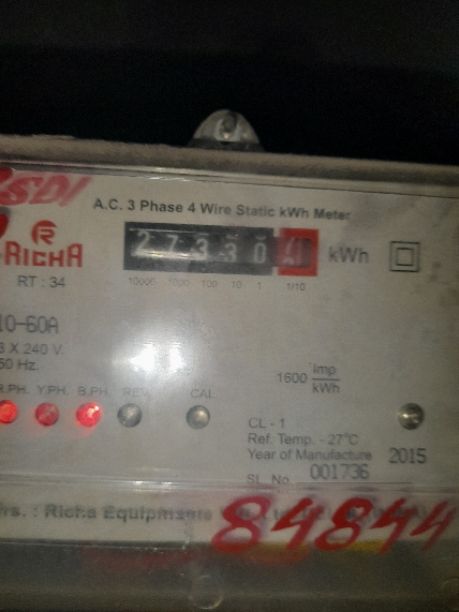 SDI
A.C. 3 Phase 4 Wire Static kWh Meter
RICHA
27330 kWh
10000 1000 100 10 1 1/10
RT : 34
10-60A
3 X 240 V.
50 Hz.
1600 Imp
kWh
R.PH. Y.PH. B.PH. REV CAL
CL - 1
Ref. Temp. - 27°C
Year of Manufacture 2015
SL. No. 001736
Mrs. : Richa Equipments
84844